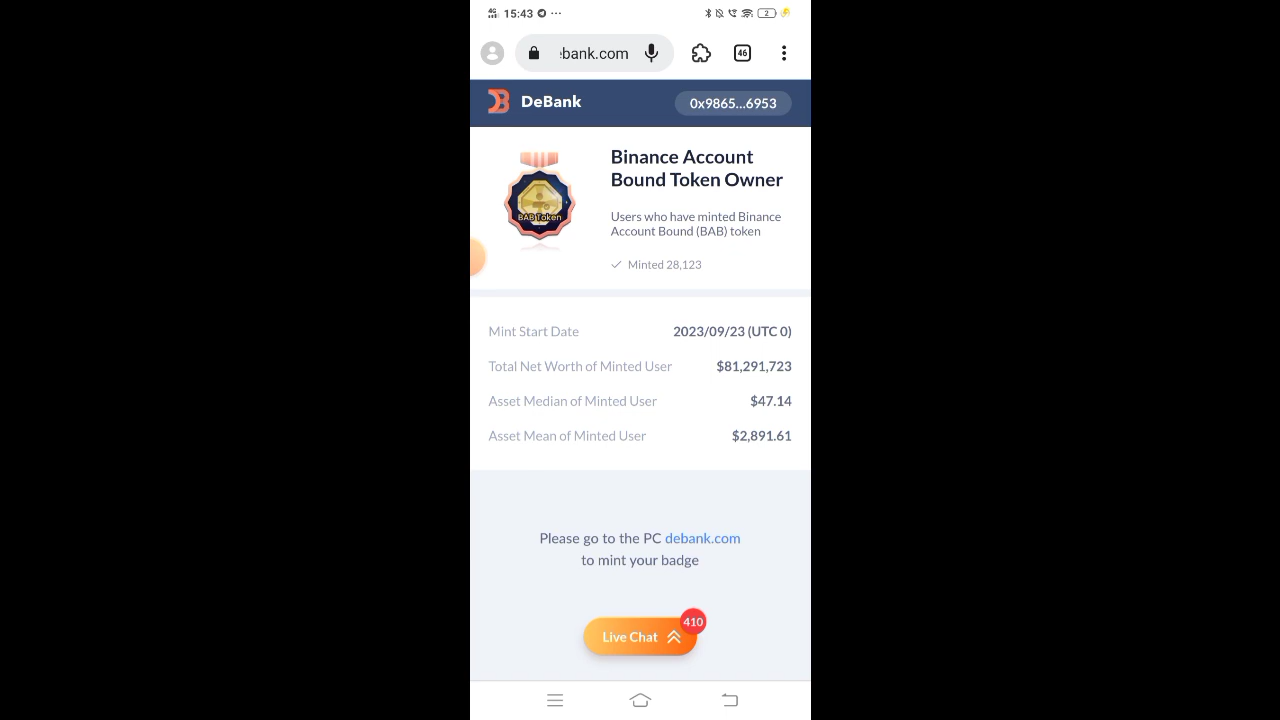 4G 15:43 ... 2
ebank.com 46
DeBank 0x9865...6953
Binance Account
Bound Token Owner
BAB Token
Users who have minted Binance
Account Bound (BAB) token
Minted 28,123
Mint Start Date 2023/09/23 (UTC 0)
Total Net Worth of Minted User $81,291,723
Asset Median of Minted User $47.14
Asset Mean of Minted User $2,891.61
Please go to the PC debank.com
to mint your badge
410
Live Chat